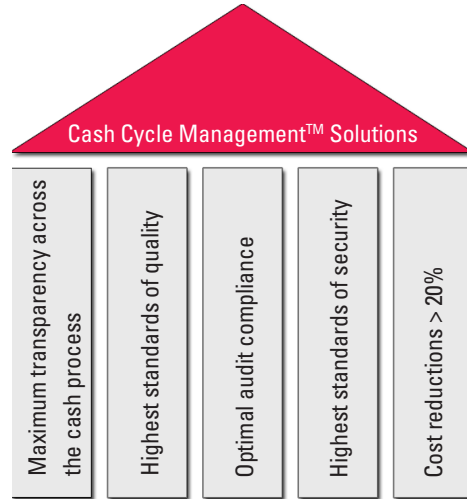 Cash Cycle Management™ Solutions
Maximum transparency across
the cash process
Highest standards of quality
Optimal audit compliance
Highest standards of security
Cost reductions > 20%